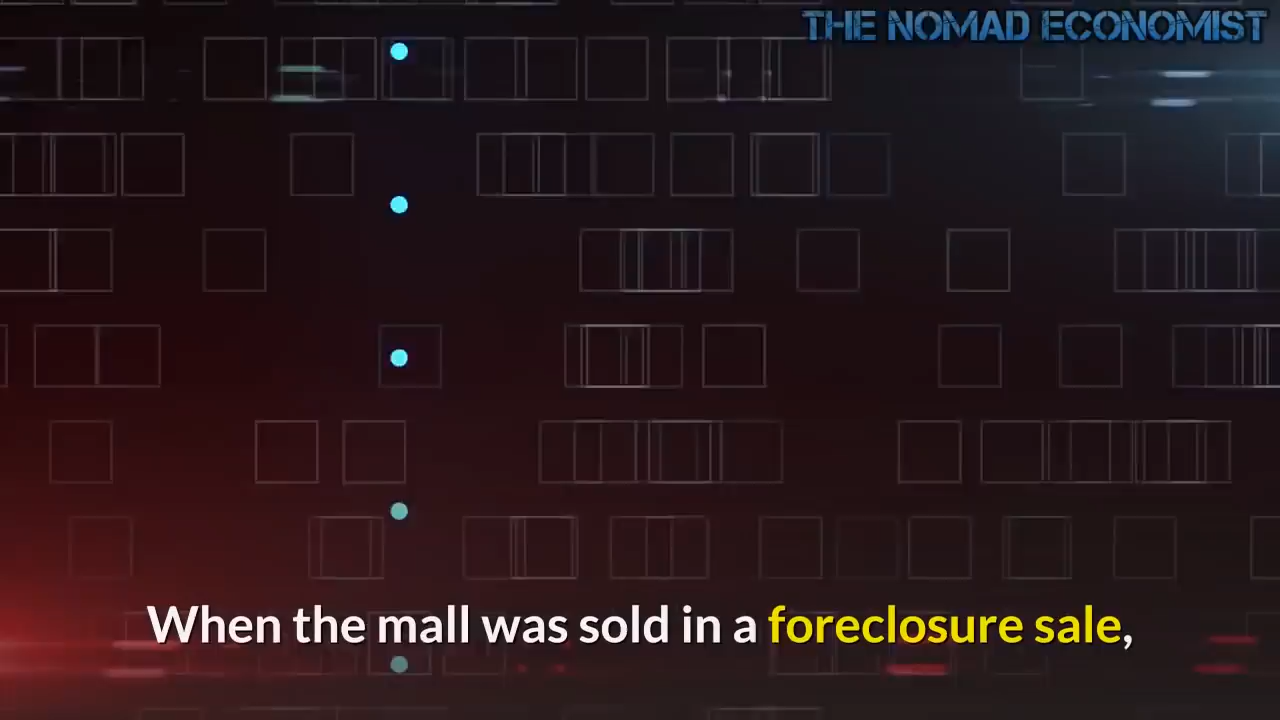 THE NOMAD ECONOMIST
When the mall was sold in a foreclosure sale,